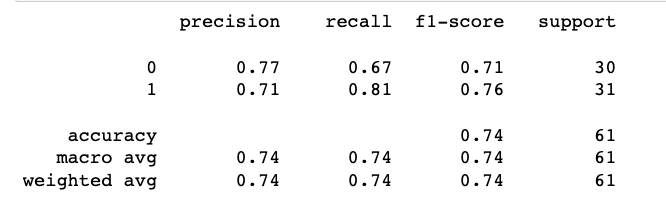 precision recall f1-score support
0 0.77 0.67 0.71 30
1 0.71 0.81 0.76 31
accuracy 0.74 61
macro avg 0.74 0.74 0.74 61
weighted avg 0.74 0.74 0.74 61